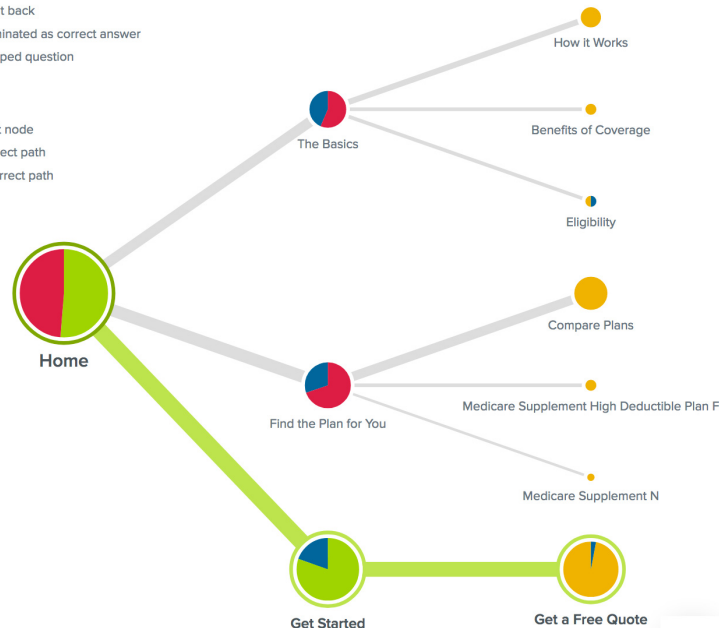 t back
inated as correct answer
ped question
node
ect path
rrect path
How it Works
The Basics
Benefits of Coverage
Eligibility
Home
Compare Plans
Find the Plan for You
Medicare Supplement High Deductible Plan F
Medicare Supplement N
Get Started
Get a Free Quote